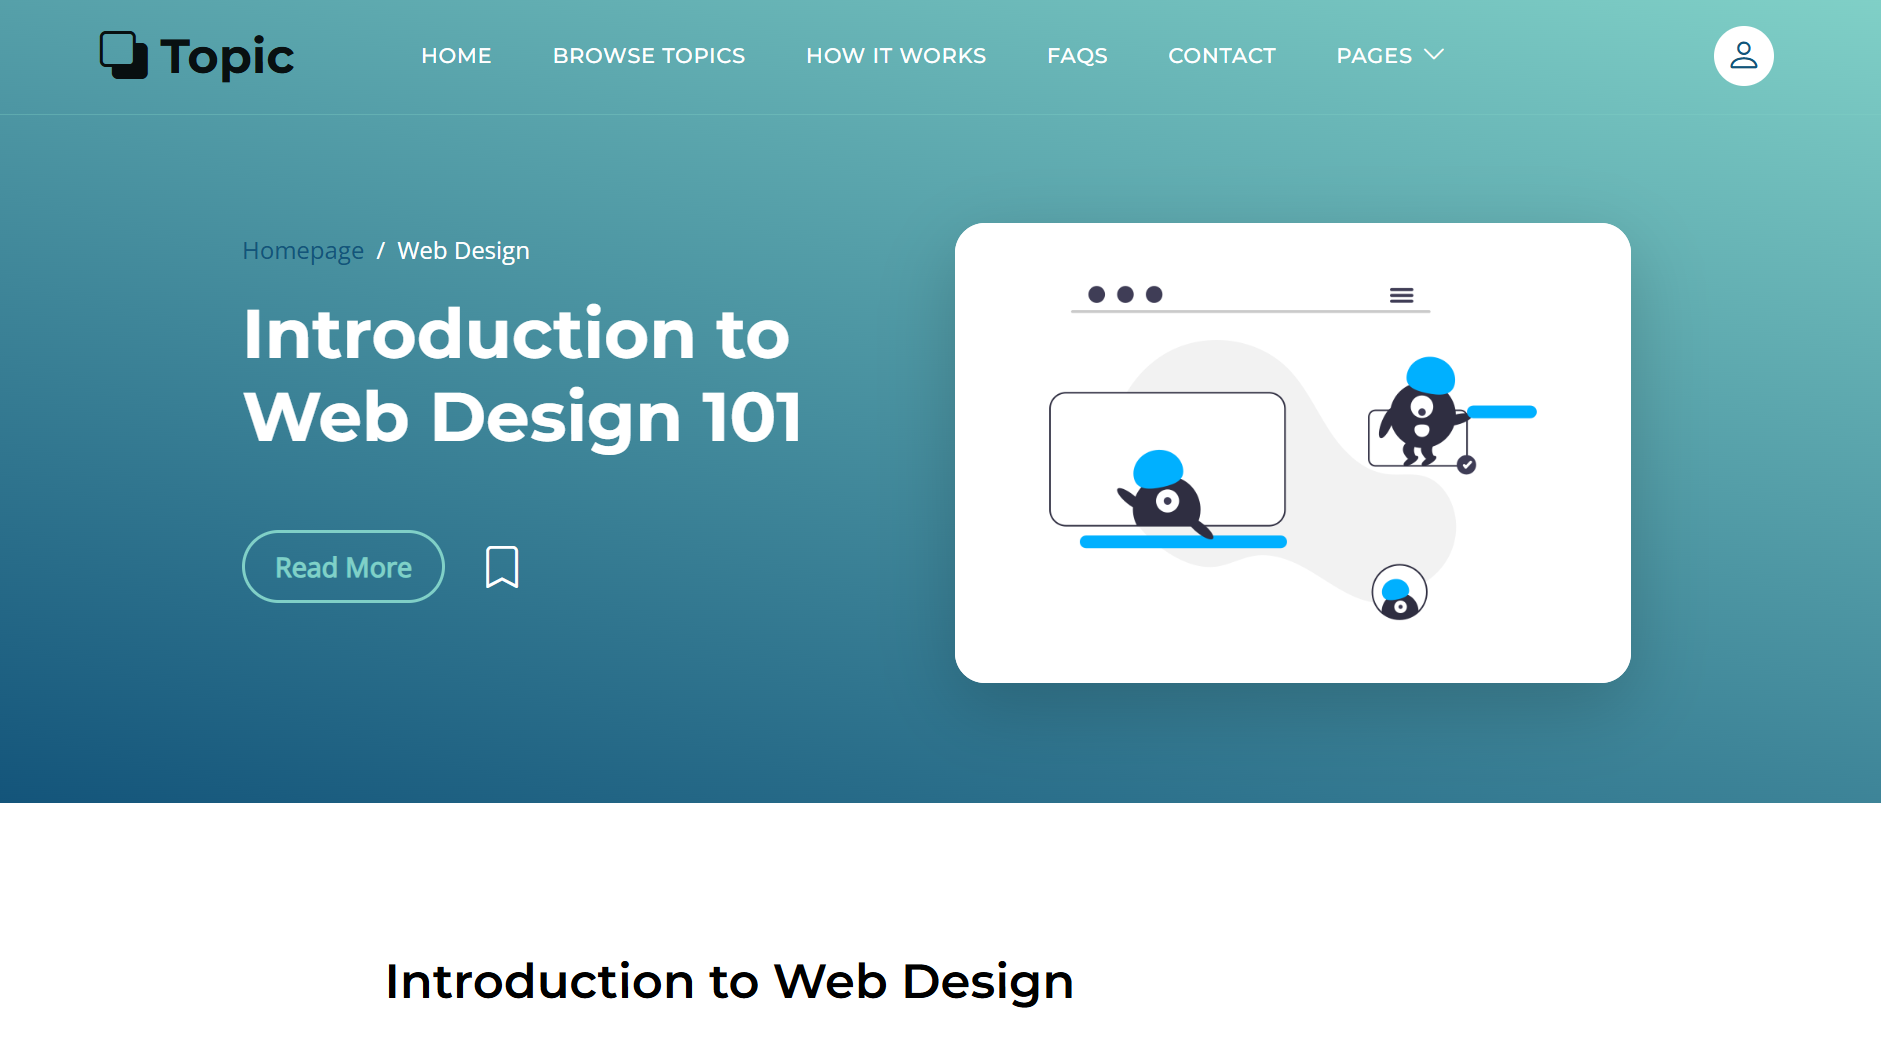 Topic
HOME BROWSE TOPICS HOW IT WORKS FAQS CONTACT PAGES
Homepage / Web Design
Introduction to
Web Design 101
Read More
Introduction to Web Design